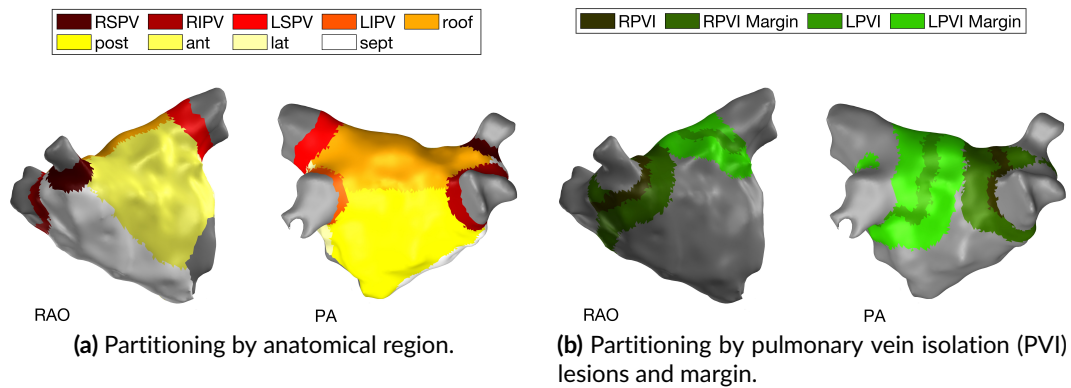 RSPV RIPV LSPV LIPV roof
post ant lat sept
RPVI RPVI Margin LPVI LPVI Margin
RAO PA
RAO PA
(a) Partitioning by anatomical region.
(b) Partitioning by pulmonary vein isolation (PVI)
lesions and margin.